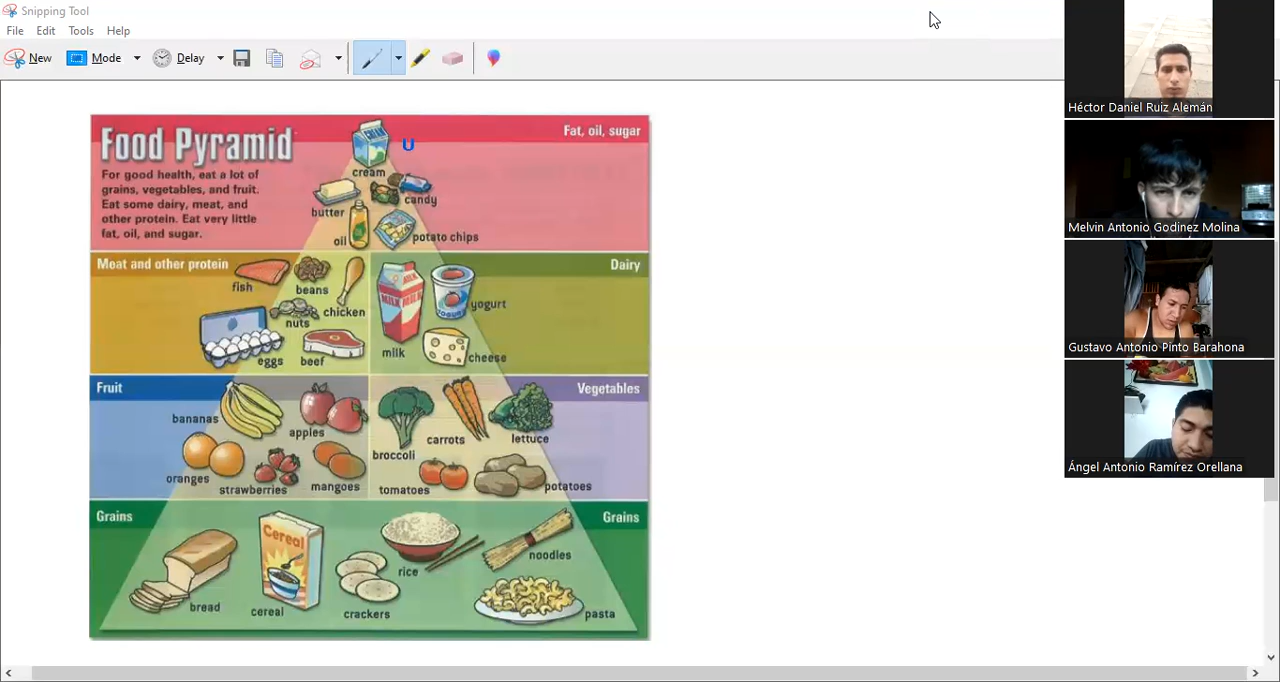 Snipping Tool
File Edit Tools Help
New Mode Delay
Food Pyramid
Fat, oil, sugar
For good health, eat a lot of
grains, vegetables, and fruit.
Eat some dairy, meat, and
other protein. Eat very little
fat, oil, and sugar.
CREAM
U
cream
candy
butter
oil
potato chips
Meat and other protein
Dairy
fish
beans
chicken
nuts
eggs
beef
MILK
milk
YOGURT
yogurt
cheese
Fruit
Vegetables
bananas
apples
oranges
strawberries
mangoes
broccoli
carrots
lettuce
tomatoes
potatoes
Grains
Grains
bread
Cereal
cereal
crackers
rice
noodles
pasta
Héctor Daniel Ruiz Alemán
Melvin Antonio Godinez Molina
Gustavo Antonio Pinto Barahona
Ángel Antonio Ramírez Orellana